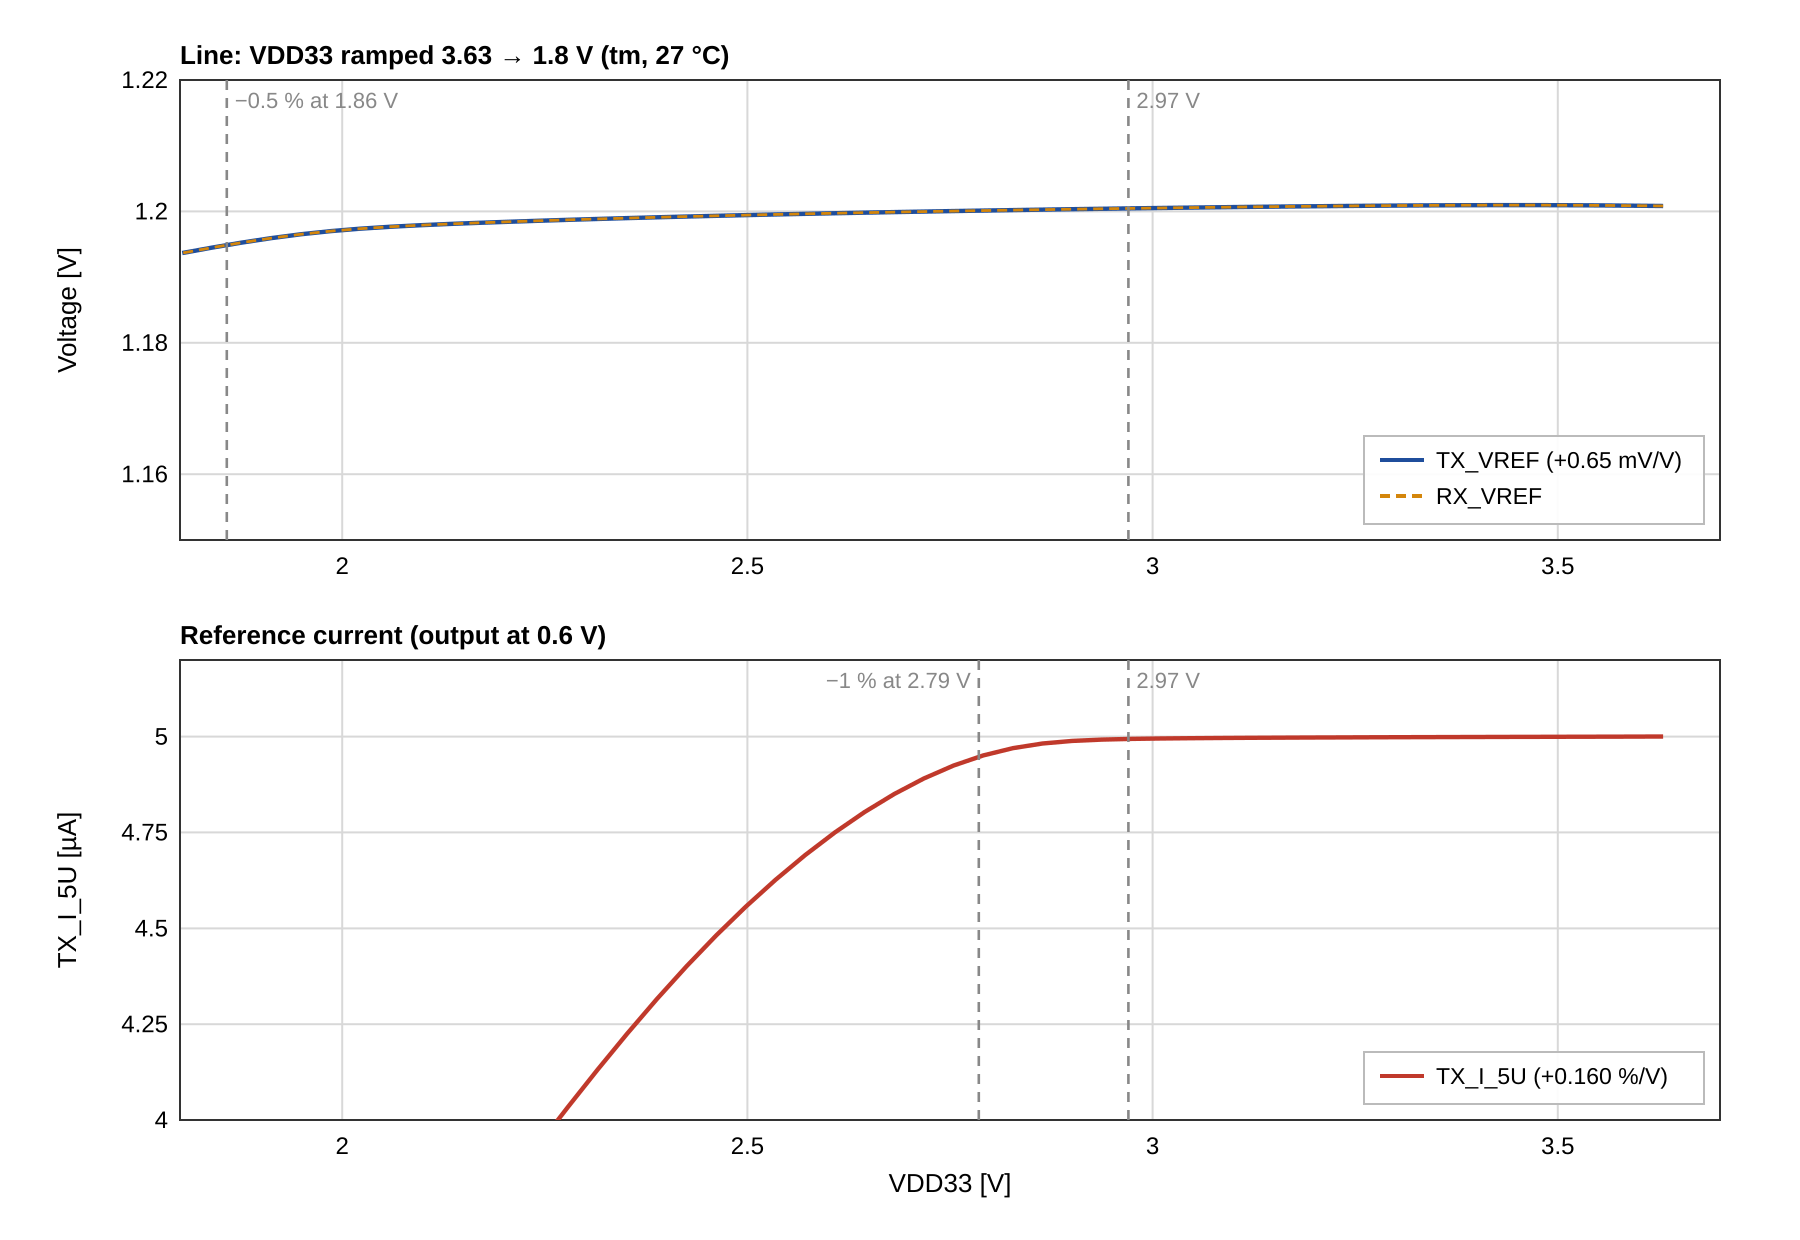 Line: VDD33 ramped 3.63 → 1.8 V (tm, 27 °C)
1.22
−0.5 % at 1.86 V
2.97 V
1.2
1.18
1.16
Voltage [V]
TX_VREF (+0.65 mV/V)
RX_VREF
2
2.5
3
3.5
Reference current (output at 0.6 V)
−1 % at 2.79 V
2.97 V
5
4.75
4.5
4.25
4
TX_I_5U [µA]
TX_I_5U (+0.160 %/V)
2
2.5
3
3.5
VDD33 [V]